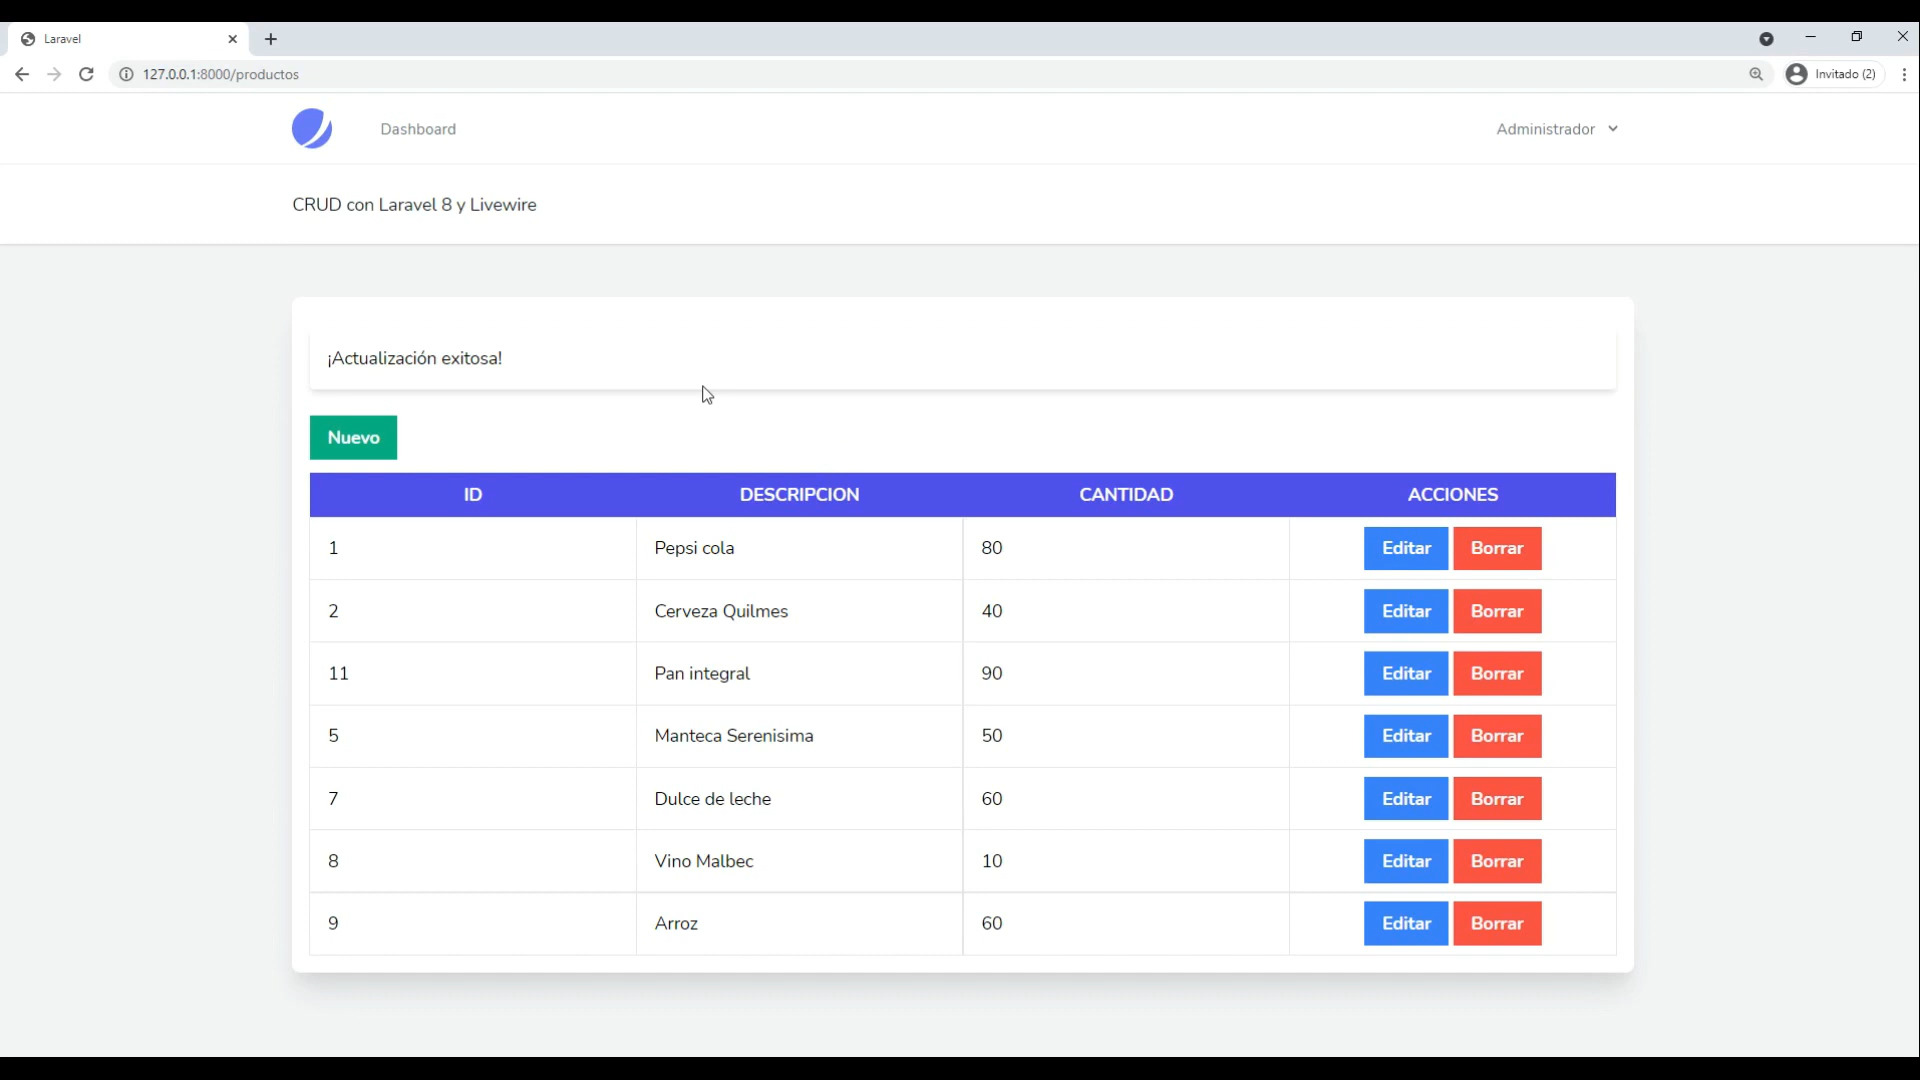 Laravel
127.0.0.1:8000/productos
Invitado (2)
Dashboard
Administrador
CRUD con Laravel 8 y Livewire
¡Actualización exitosa!
Nuevo
ID DESCRIPCION CANTIDAD ACCIONES
1 Pepsi cola 80 Editar Borrar
2 Cerveza Quilmes 40 Editar Borrar
11 Pan integral 90 Editar Borrar
5 Manteca Serenisima 50 Editar Borrar
7 Dulce de leche 60 Editar Borrar
8 Vino Malbec 10 Editar Borrar
9 Arroz 60 Editar Borrar